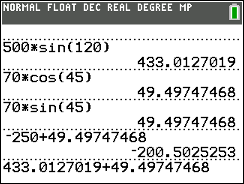 NORMAL FLOAT DEC REAL DEGREE MP
500*sin(120)
433.0127019
70*cos(45)
49.49747468
70*sin(45)
49.49747468
-250+49.49747468
-200.5025253
433.0127019+49.49747468